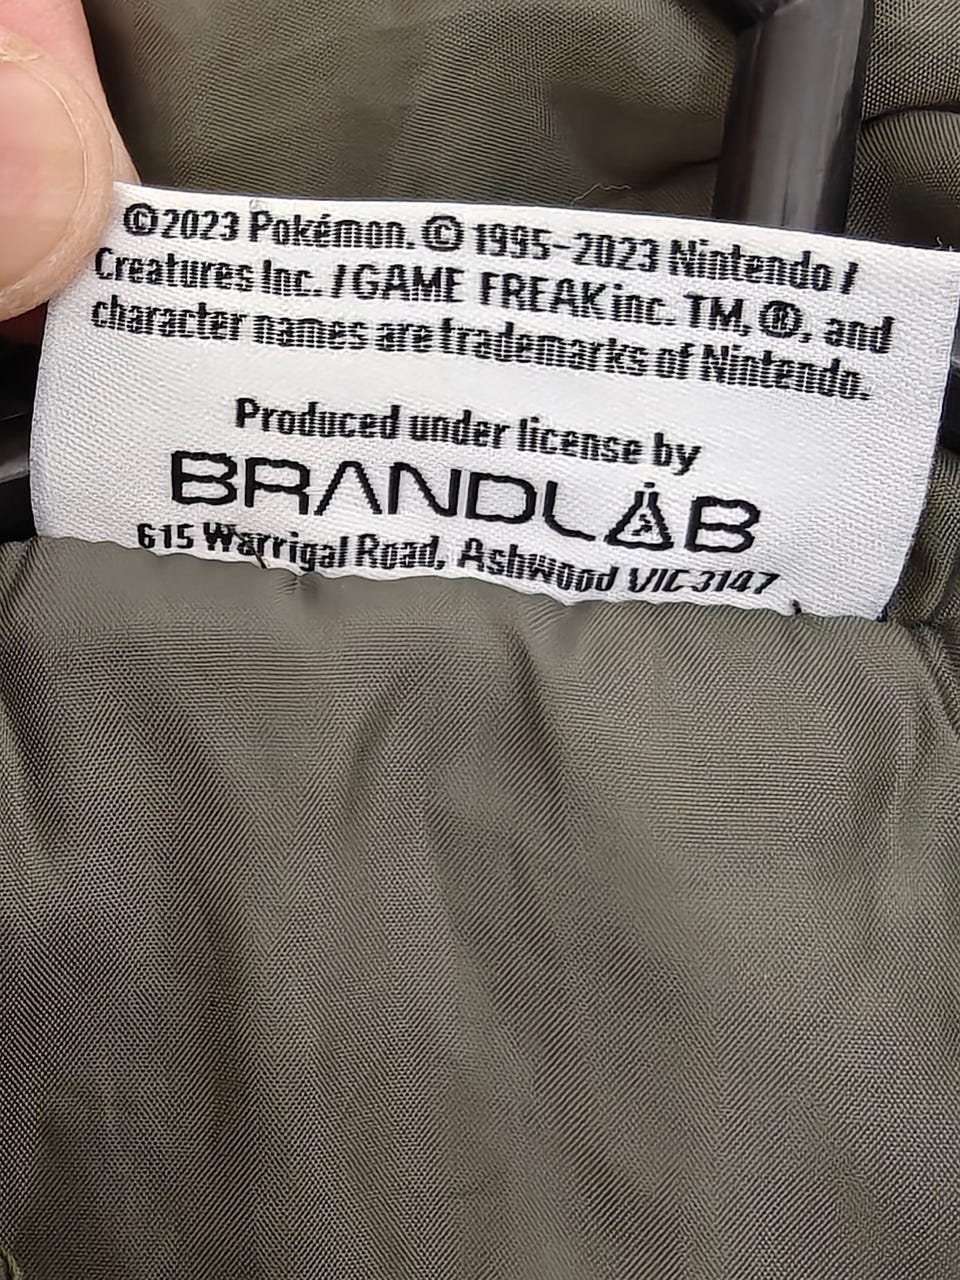 ©2023 Pokémon. © 1995-2023 Nintendo /
Creatures Inc. / GAME FREAK inc. TM, ®, and
character names are trademarks of Nintendo.
Produced under license by
BRANDLAB
615 Warrigal Road, Ashwood VIC 3147